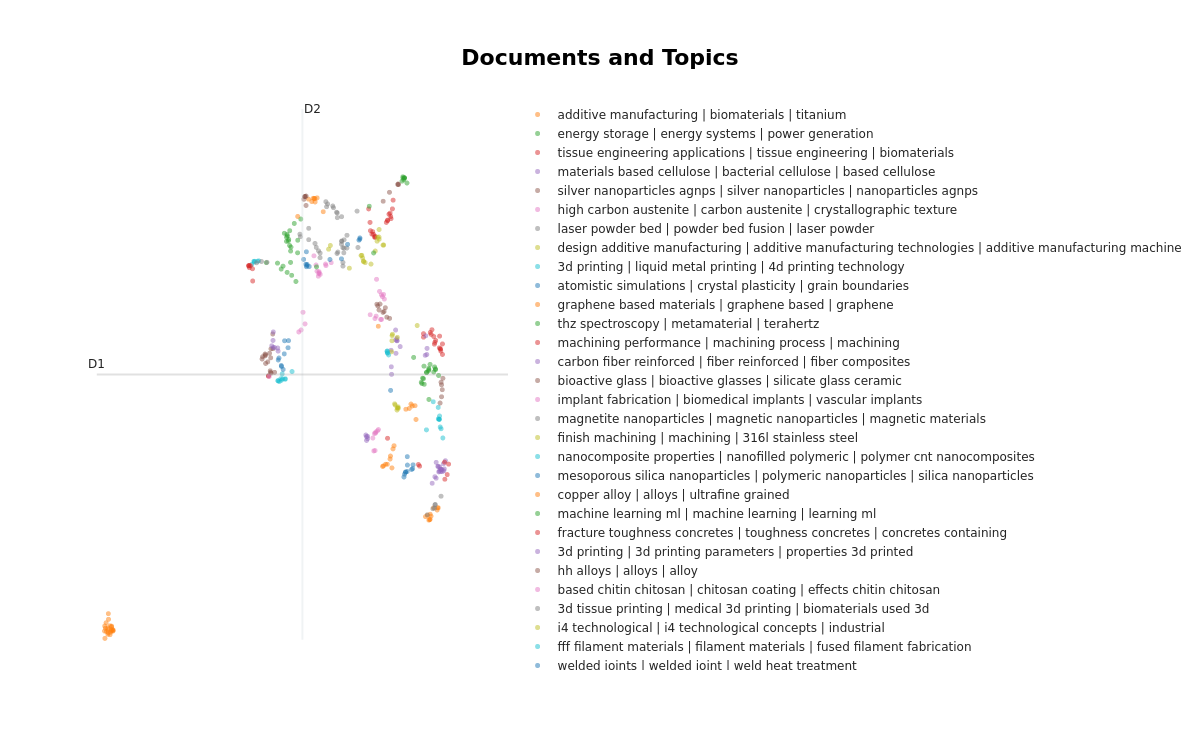 Documents and Topics
D2
D1
additive manufacturing | biomaterials | titanium
energy storage | energy systems | power generation
tissue engineering applications | tissue engineering | biomaterials
materials based cellulose | bacterial cellulose | based cellulose
silver nanoparticles agnps | silver nanoparticles | nanoparticles agnps
high carbon austenite | carbon austenite | crystallographic texture
laser powder bed | powder bed fusion | laser powder
design additive manufacturing | additive manufacturing technologies | additive manufacturing machine
3d printing | liquid metal printing | 4d printing technology
atomistic simulations | crystal plasticity | grain boundaries
graphene based materials | graphene based | graphene
thz spectroscopy | metamaterial | terahertz
machining performance | machining process | machining
carbon fiber reinforced | fiber reinforced | fiber composites
bioactive glass | bioactive glasses | silicate glass ceramic
implant fabrication | biomedical implants | vascular implants
magnetite nanoparticles | magnetic nanoparticles | magnetic materials
finish machining | machining | 316l stainless steel
nanocomposite properties | nanofilled polymeric | polymer cnt nanocomposites
mesoporous silica nanoparticles | polymeric nanoparticles | silica nanoparticles
copper alloy | alloys | ultrafine grained
machine learning ml | machine learning | learning ml
fracture toughness concretes | toughness concretes | concretes containing
3d printing | 3d printing parameters | properties 3d printed
hh alloys | alloys | alloy
based chitin chitosan | chitosan coating | effects chitin chitosan
3d tissue printing | medical 3d printing | biomaterials used 3d
i4 technological | i4 technological concepts | industrial
fff filament materials | filament materials | fused filament fabrication
welded joints | welded joint | weld heat treatment